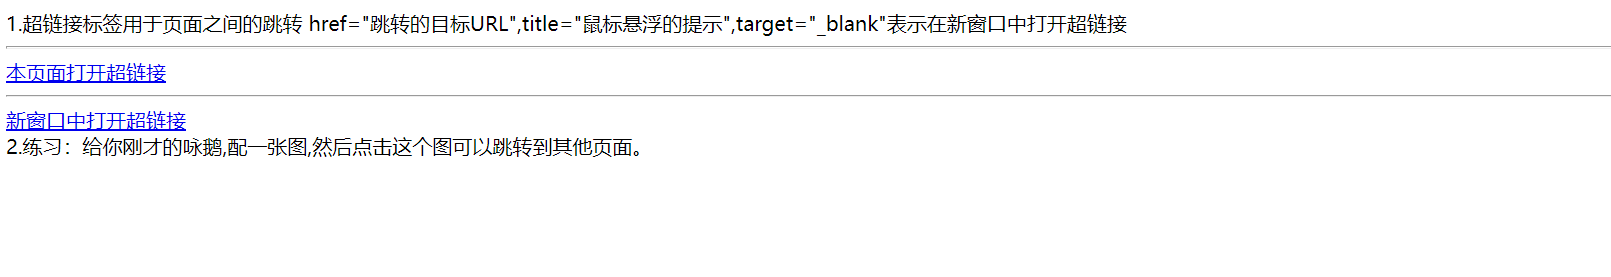 1.超链接标签用于页面之间的跳转 href="跳转的目标URL",title="鼠标悬浮的提示",target="_blank"表示在新窗口中打开超链接
本页面打开超链接
新窗口中打开超链接
2.练习：给你刚才的咏鹅,配一张图,然后点击这个图可以跳转到其他页面。